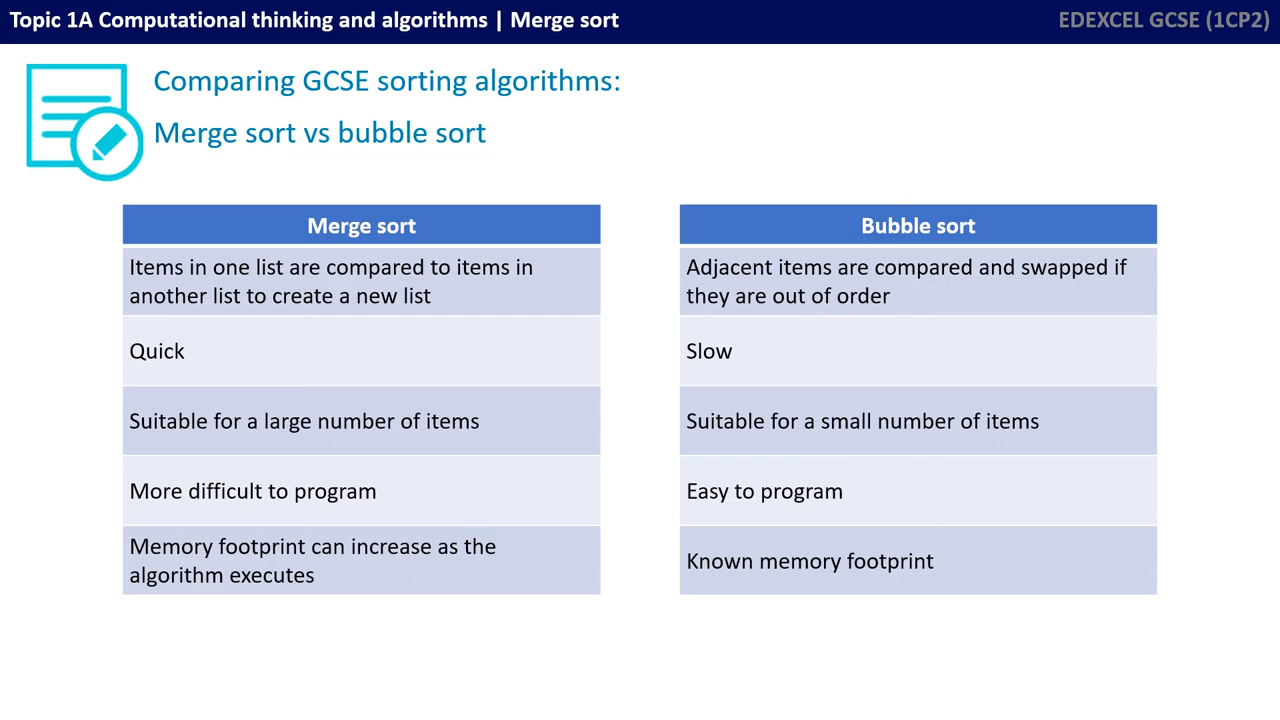 Topic 1A Computational thinking and algorithms | Merge sort
EDEXCEL GCSE (1CP2)
Comparing GCSE sorting algorithms:
Merge sort vs bubble sort
Merge sort
Items in one list are compared to items in
another list to create a new list
Quick
Suitable for a large number of items
More difficult to program
Memory footprint can increase as the
algorithm executes
Bubble sort
Adjacent items are compared and swapped if
they are out of order
Slow
Suitable for a small number of items
Easy to program
Known memory footprint